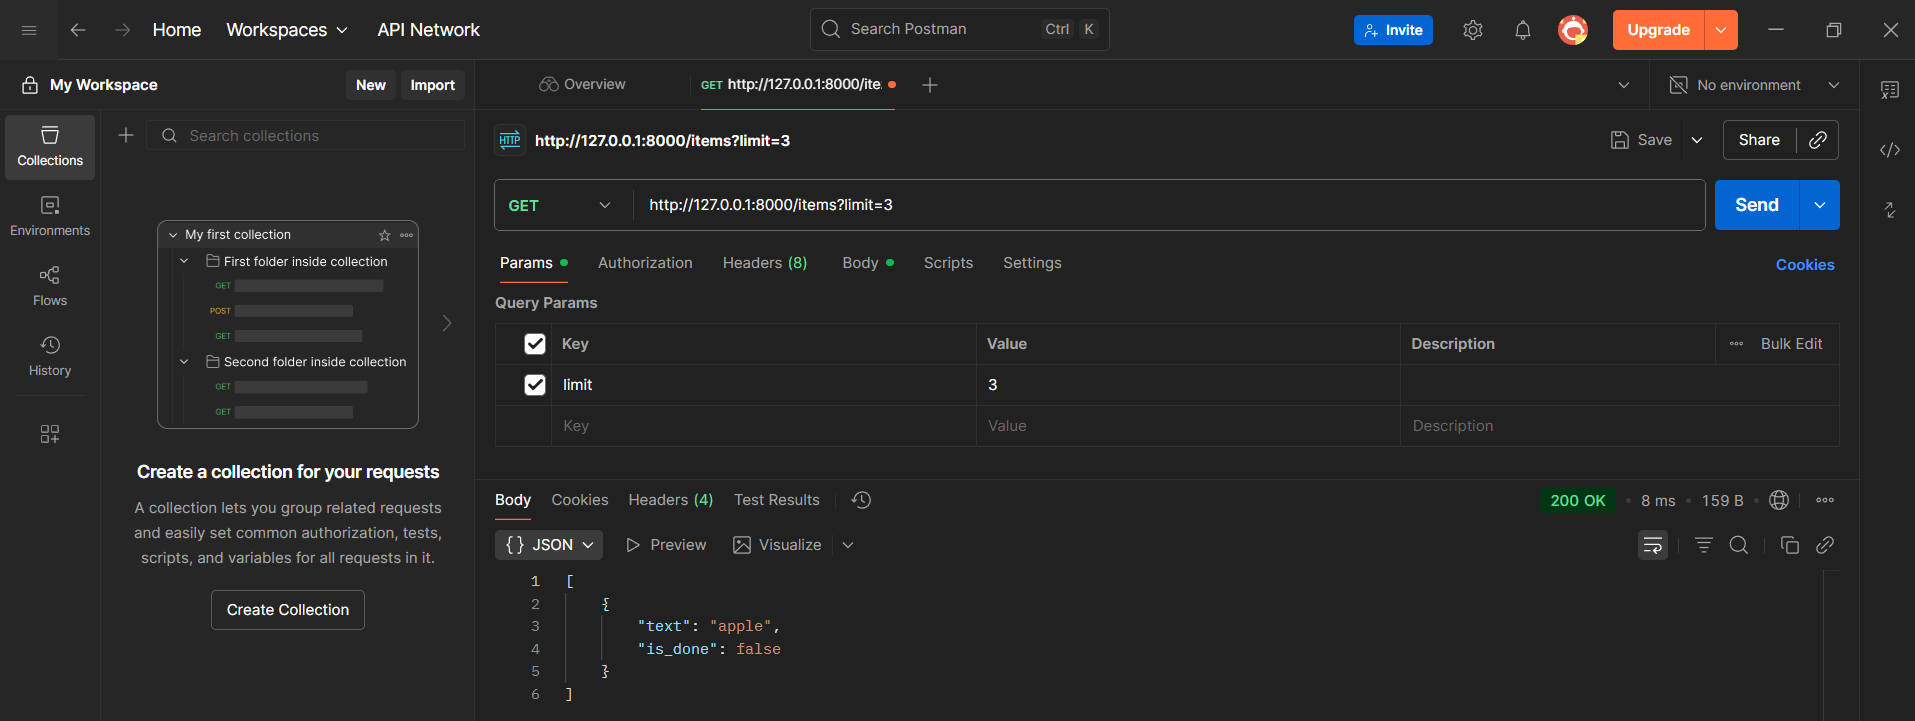 Home Workspaces API Network Search Postman Ctrl K Invite Upgrade
My Workspace New Import Overview GET http://127.0.0.1:8000/ite. No environment
Search collections
Collections
Environments
Flows
History
My first collection
First folder inside collection
GET
POST
GET
Second folder inside collection
GET
GET
Create a collection for your requests
A collection lets you group related requests
and easily set common authorization, tests,
scripts, and variables for all requests in it.
Create Collection
HTTP http://127.0.0.1:8000/items?limit=3 Save Share
GET http://127.0.0.1:8000/items?limit=3 Send
Params Authorization Headers (8) Body Scripts Settings Cookies
Query Params
Key Value Description Bulk Edit
limit 3
Key Value Description
Body Cookies Headers (4) Test Results 200 OK 8 ms 159 B
{} JSON Preview Visualize
1 [
2 {
3 "text": "apple",
4 "is_done": false
5 }
6 ]